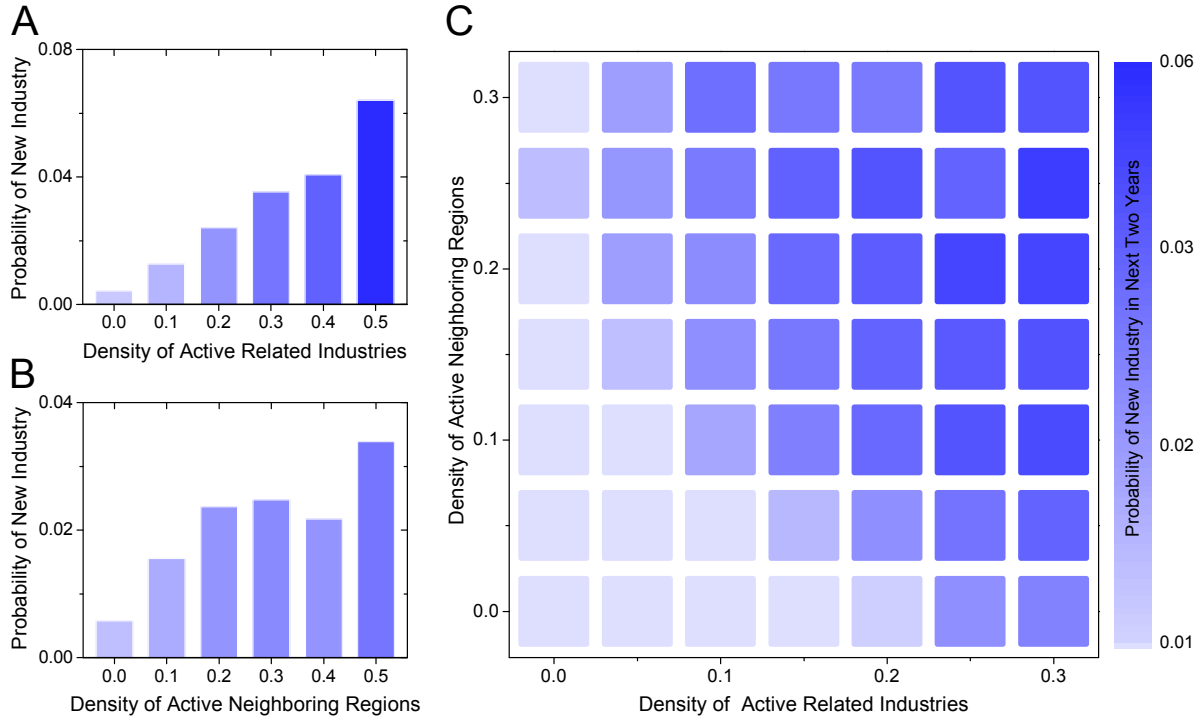 A
Probability of New Industry
0.08
0.04
0.00
0.0 0.1 0.2 0.3 0.4 0.5
Density of Active Related Industries
B
Probability of New Industry
0.04
0.02
0.00
0.0 0.1 0.2 0.3 0.4 0.5
Density of Active Neighboring Regions
C
Density of Active Neighboring Regions
0.3
0.2
0.1
0.0
0.0 0.1 0.2 0.3
Density of Active Related Industries
Probability of New Industry in Next Two Years
0.06
0.03
0.02
0.01